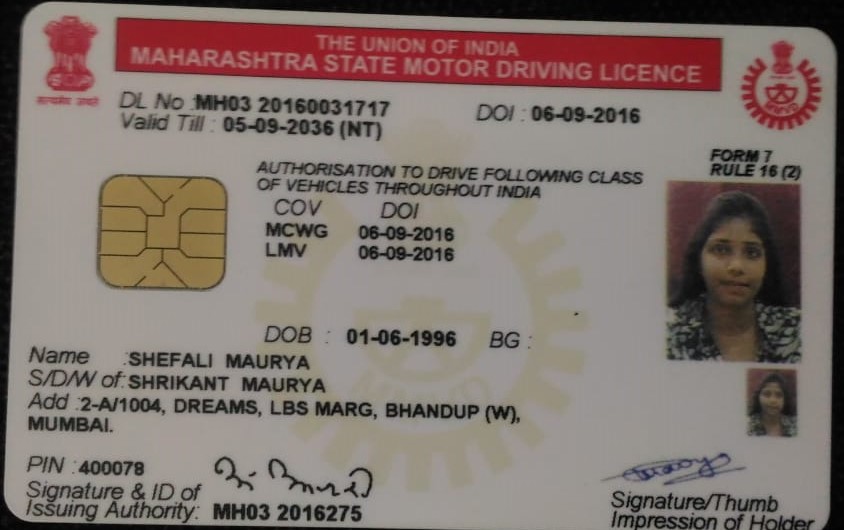 THE UNION OF INDIA
MAHARASHTRA STATE MOTOR DRIVING LICENCE
सत्यमेव जयते
DL No :MH03 20160031717 DOI : 06-09-2016
Valid Till : 05-09-2036 (NT)
FORM 7
RULE 16 (2)
AUTHORISATION TO DRIVE FOLLOWING CLASS
OF VEHICLES THROUGHOUT INDIA
COV DOI
MCWG 06-09-2016
LMV 06-09-2016
DOB : 01-06-1996 BG :
Name :SHEFALI MAURYA
S/D/W of:SHRIKANT MAURYA
Add :2-A/1004, DREAMS, LBS MARG, BHANDUP (W),
MUMBAI.
PIN :400078
Signature & ID of
Issuing Authority: MH03 2016275
Signature/Thumb
Impression of Holder